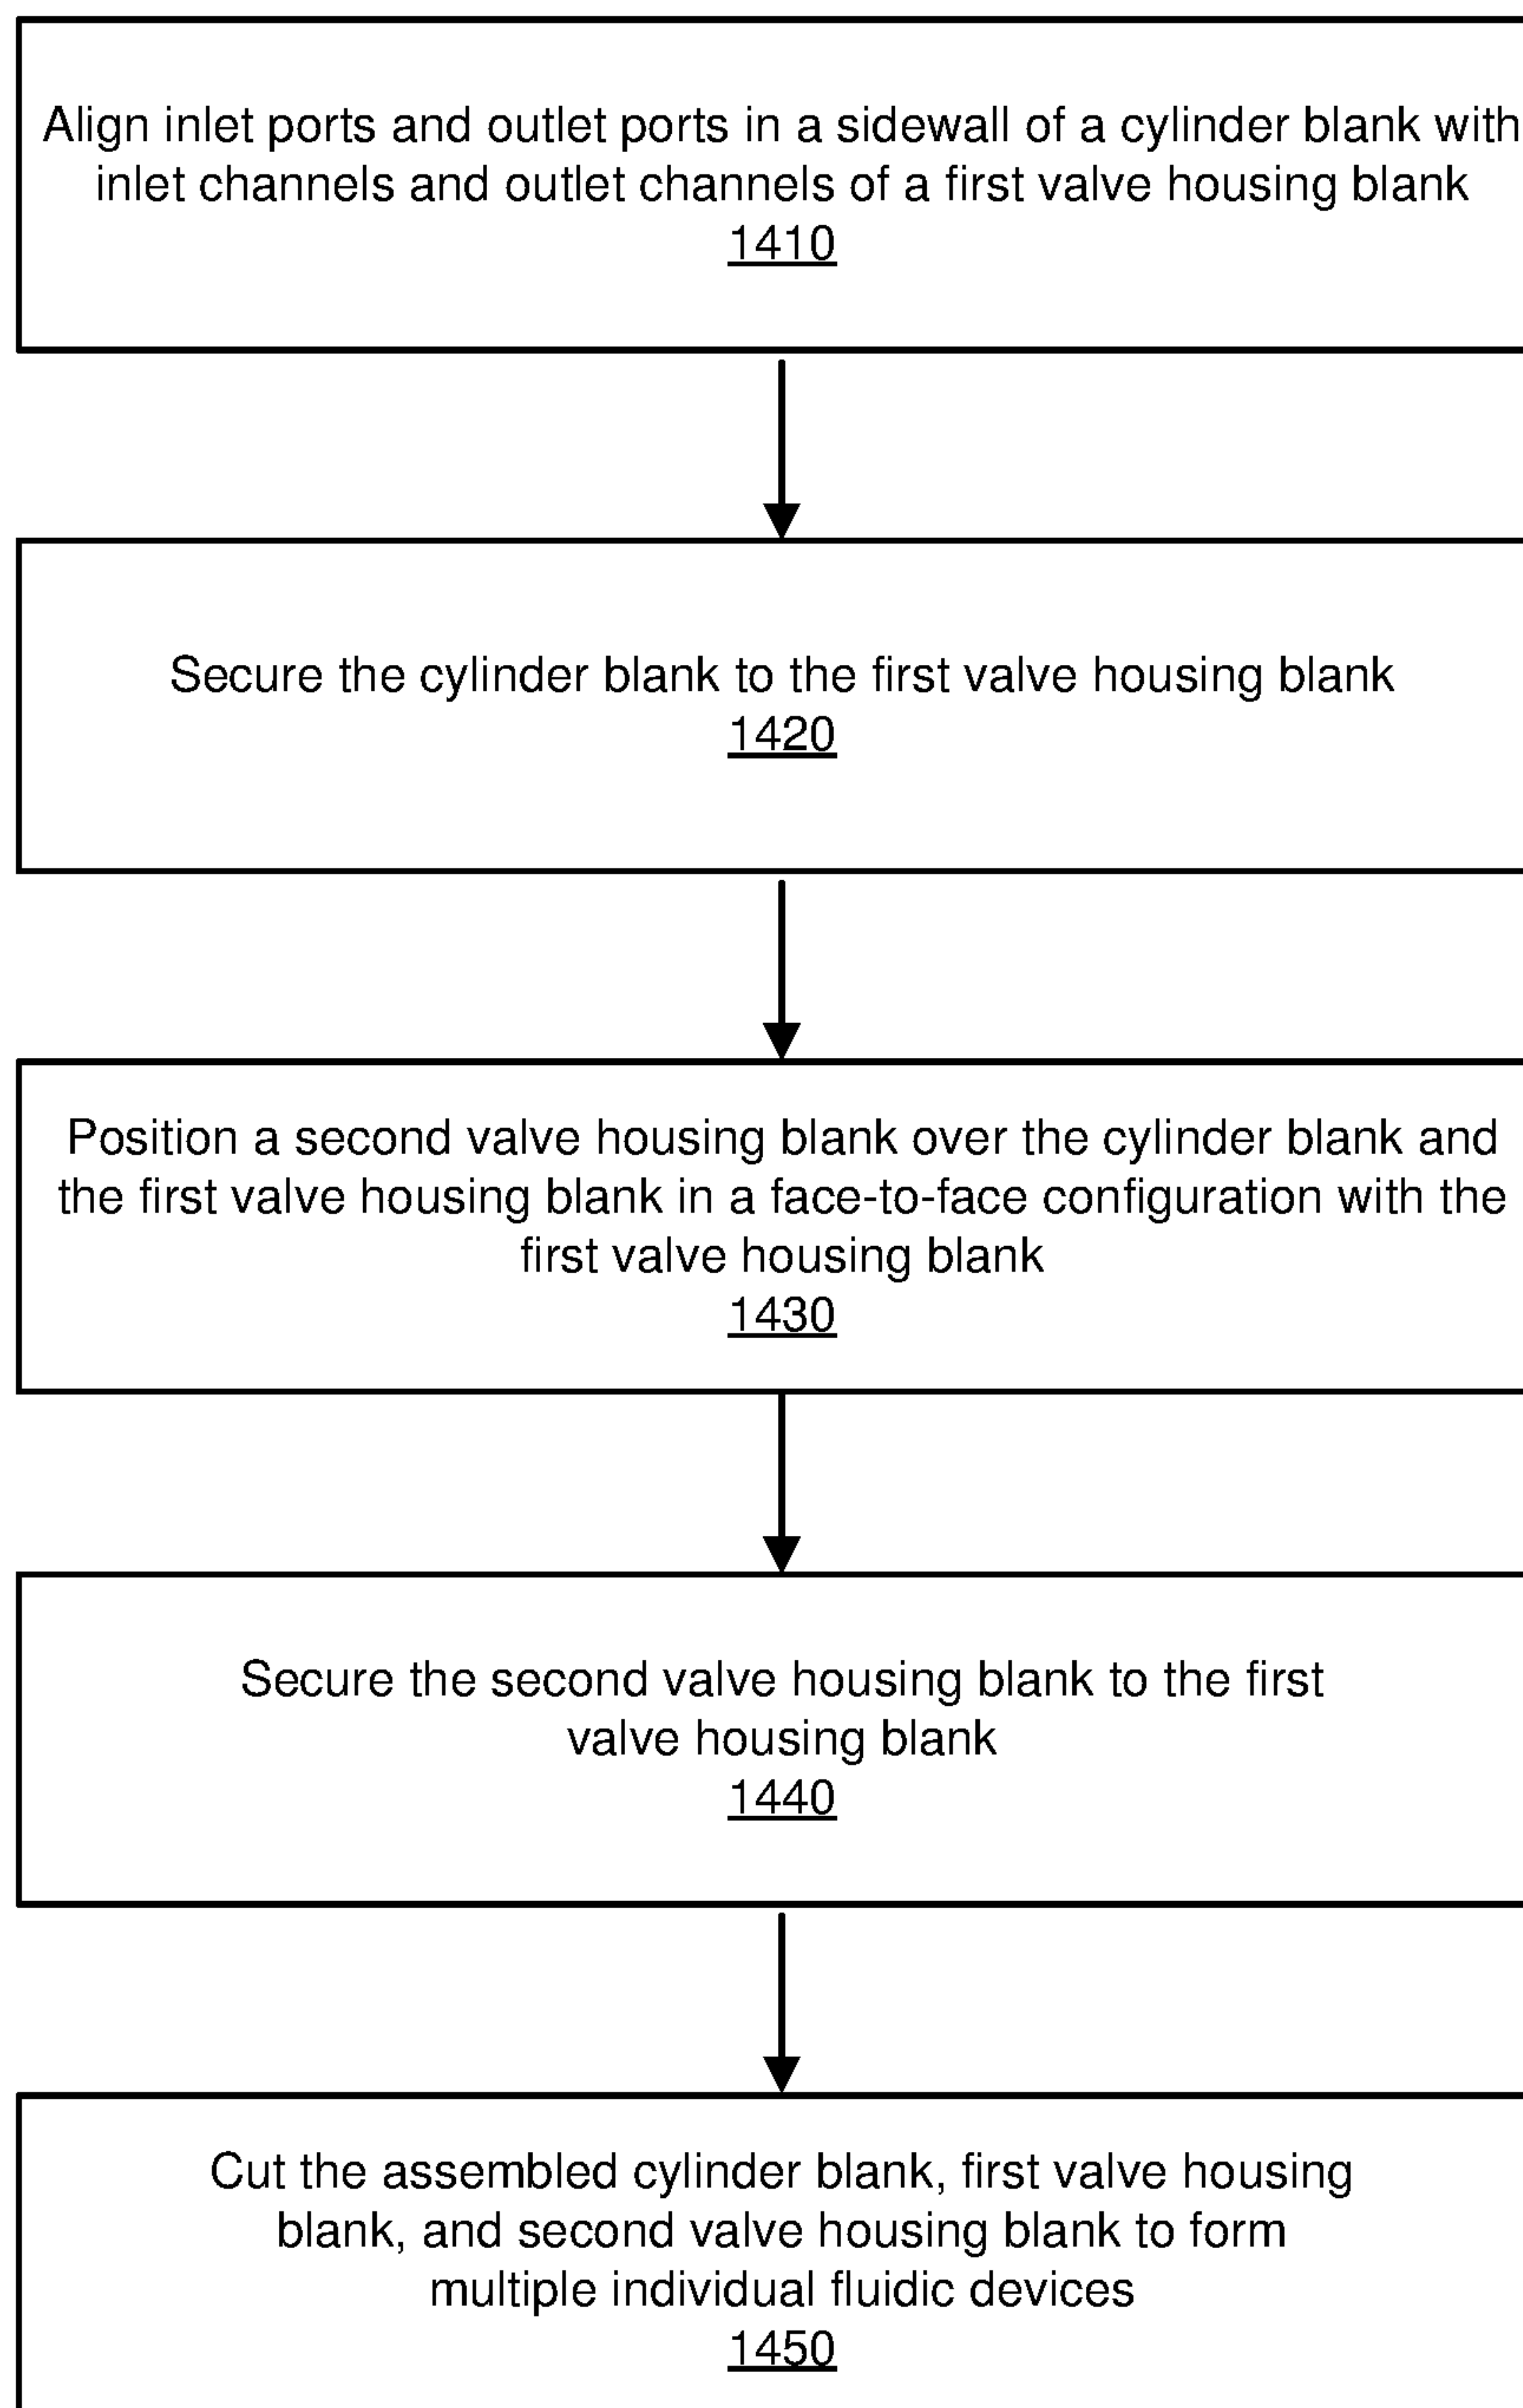 Align inlet ports and outlet ports in a sidewall of a cylinder blank with
inlet channels and outlet channels of a first valve housing blank
1410
Secure the cylinder blank to the first valve housing blank
1420
Position a second valve housing blank over the cylinder blank and
the first valve housing blank in a face-to-face configuration with the
first valve housing blank
1430
Secure the second valve housing blank to the first
valve housing blank
1440
Cut the assembled cylinder blank, first valve housing
blank, and second valve housing blank to form
multiple individual fluidic devices
1450